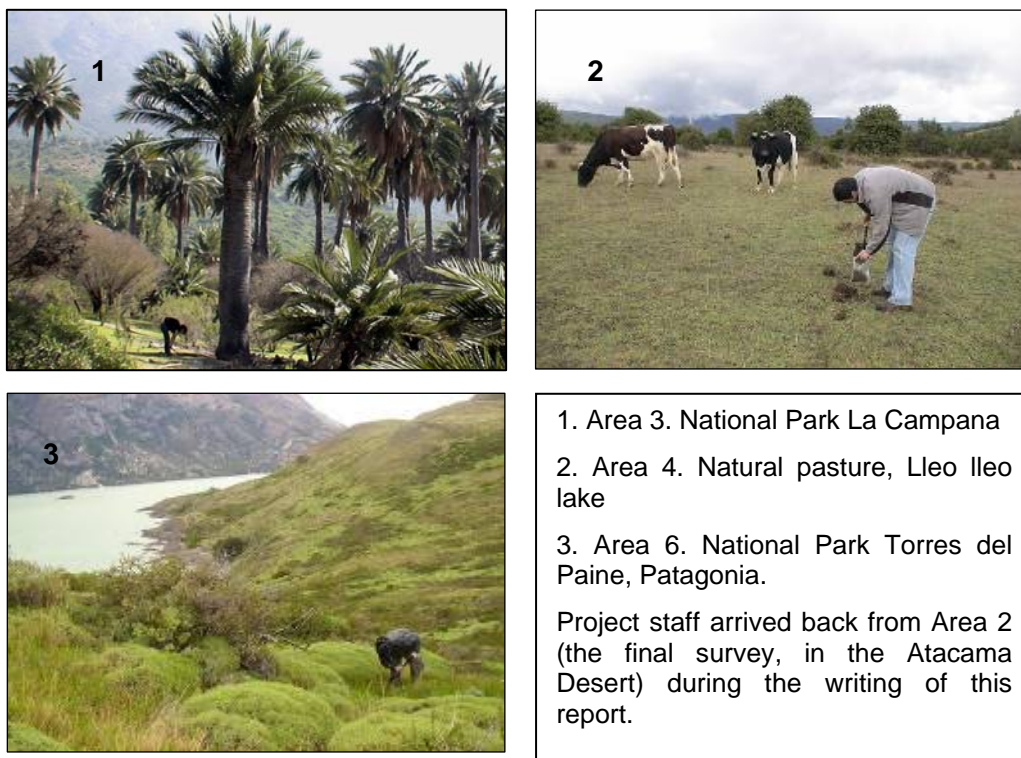 1
2
3
1. Area 3. National Park La Campana
2. Area 4. Natural pasture, Lleo lleo
lake
3. Area 6. National Park Torres del
Paine, Patagonia.
Project staff arrived back from Area 2
(the final survey, in the Atacama
Desert) during the writing of this
report.